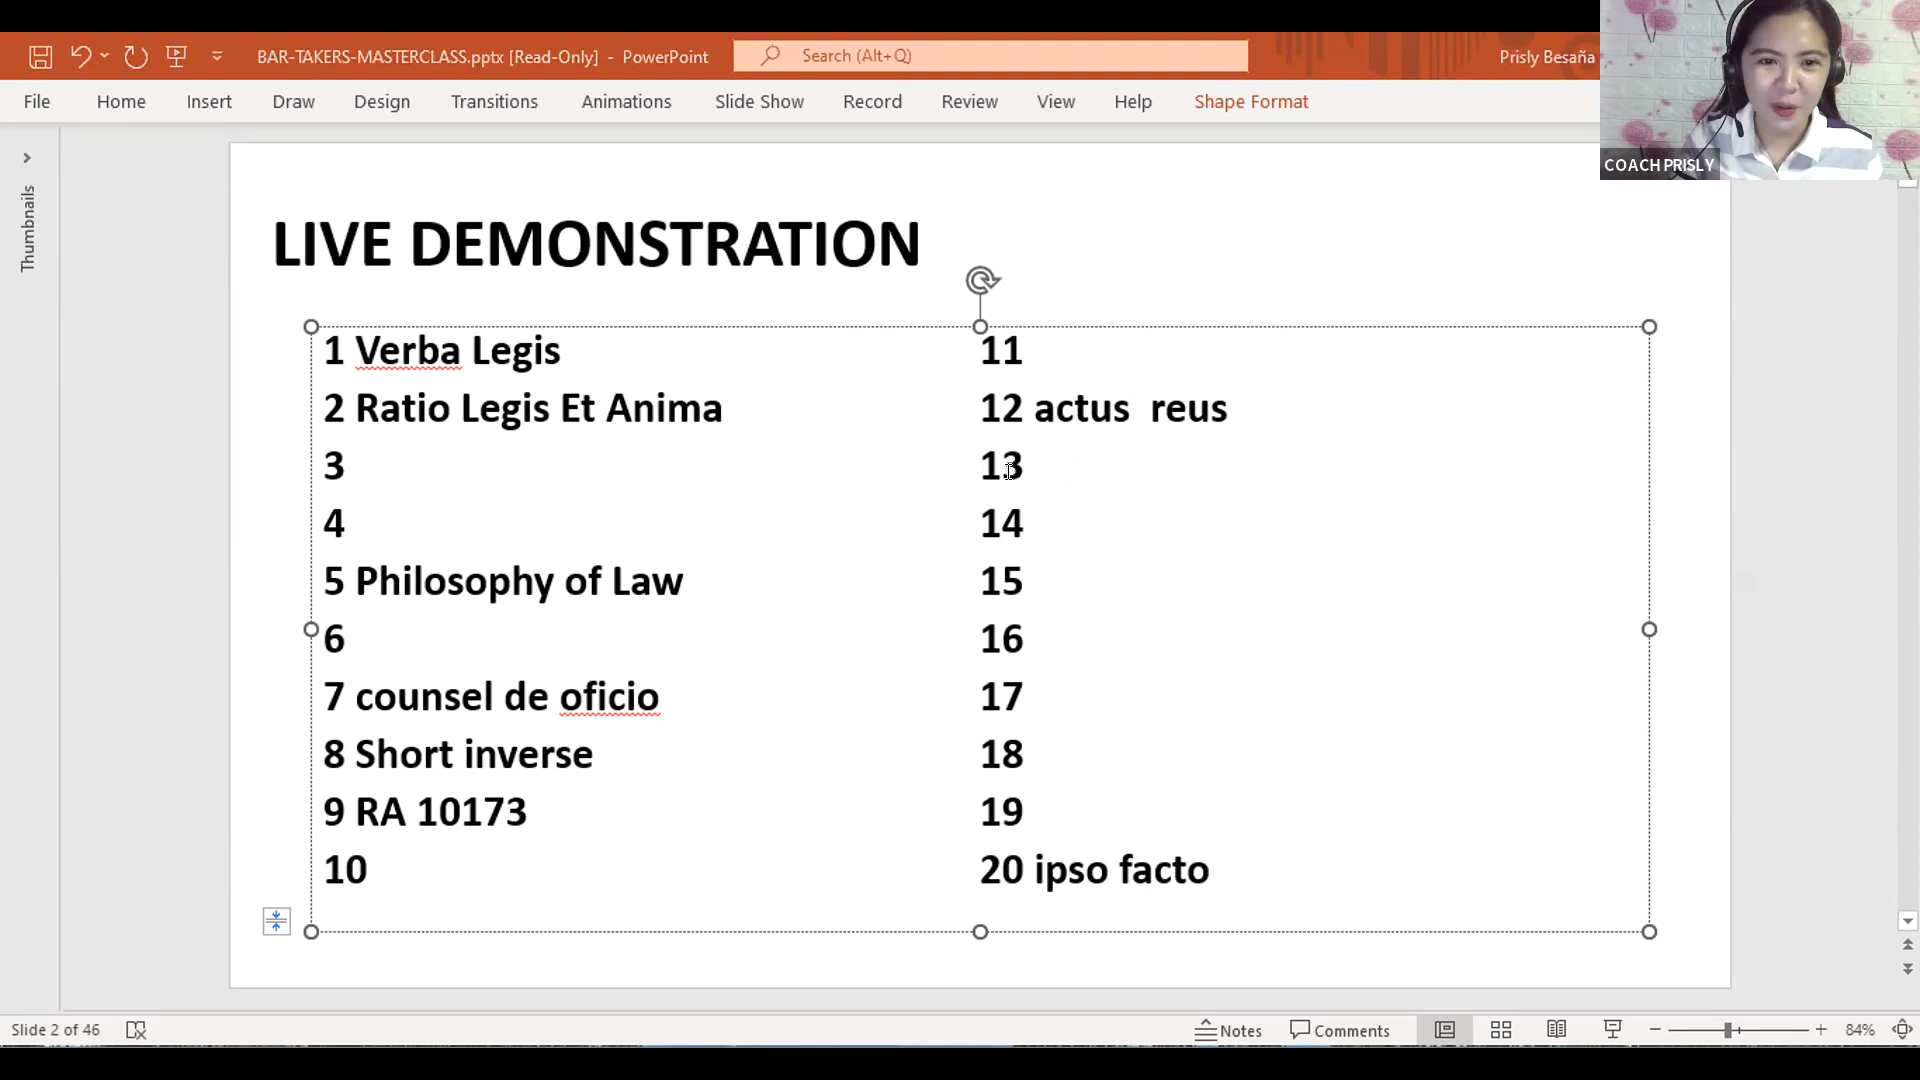 BAR-TAKERS-MASTERCLASS.pptx [Read-Only] - PowerPoint
Search (Alt+Q)
Prisly Besaña
File Home Insert Draw Design Transitions Animations Slide Show Record Review View Help Shape Format
COACH PRISLY
Thumbnails
LIVE DEMONSTRATION
1 Verba Legis
2 Ratio Legis Et Anima
3
4
5 Philosophy of Law
6
7 counsel de oficio
8 Short inverse
9 RA 10173
10
11
12 actus  reus
13
14
15
16
17
18
19
20 ipso facto
Slide 2 of 46
Notes
Comments
84%